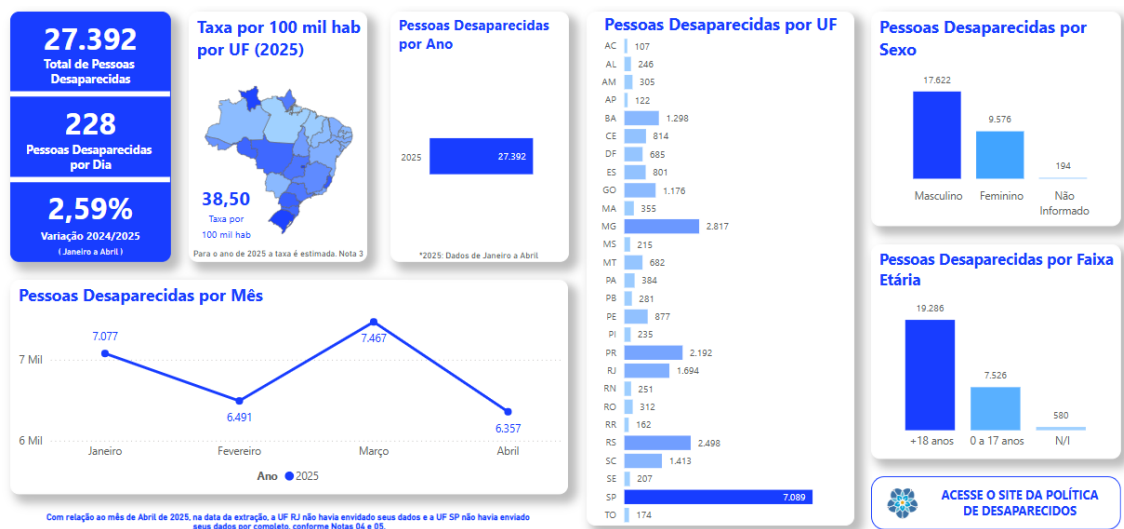 27.392
Total de Pessoas
Desaparecidas
228
Pessoas Desaparecidas
por Dia
2,59%
Variação 2024/2025
( Janeiro a Abril )
Taxa por 100 mil hab
por UF (2025)
38,50
Taxa por
100 mil hab
Para o ano de 2025 a taxa é estimada. Nota 3
Pessoas Desaparecidas
por Ano
2025
27.392
*2025: Dados de Janeiro a Abril
Pessoas Desaparecidas por Mês
7 Mil
6 Mil
7.077
6.491
7.467
6.357
Janeiro
Fevereiro
Março
Abril
Ano 2025
Com relação ao mês de Abril de 2025, na data da extração, a UF RJ não havia envidado seus dados e a UF SP não havia enviado
seus dados por completo, conforme Notas 04 e 05.
Pessoas Desaparecidas por UF
AC 107
AL 246
AM 305
AP 122
BA 1.298
CE 814
DF 685
ES 801
GO 1.176
MA 355
MG 2.817
MS 215
MT 682
PA 384
PB 281
PE 877
PI 235
PR 2.192
RJ 1.694
RN 251
RO 312
RR 162
RS 2.498
SC 1.413
SE 207
SP 7.089
TO 174
Pessoas Desaparecidas por
Sexo
17.622
9.576
194
Masculino
Feminino
Não
Informado
Pessoas Desaparecidas por Faixa
Etária
19.286
7.526
580
+18 anos
0 a 17 anos
N/I
ACESSE O SITE DA POLÍTICA
DE DESAPARECIDOS